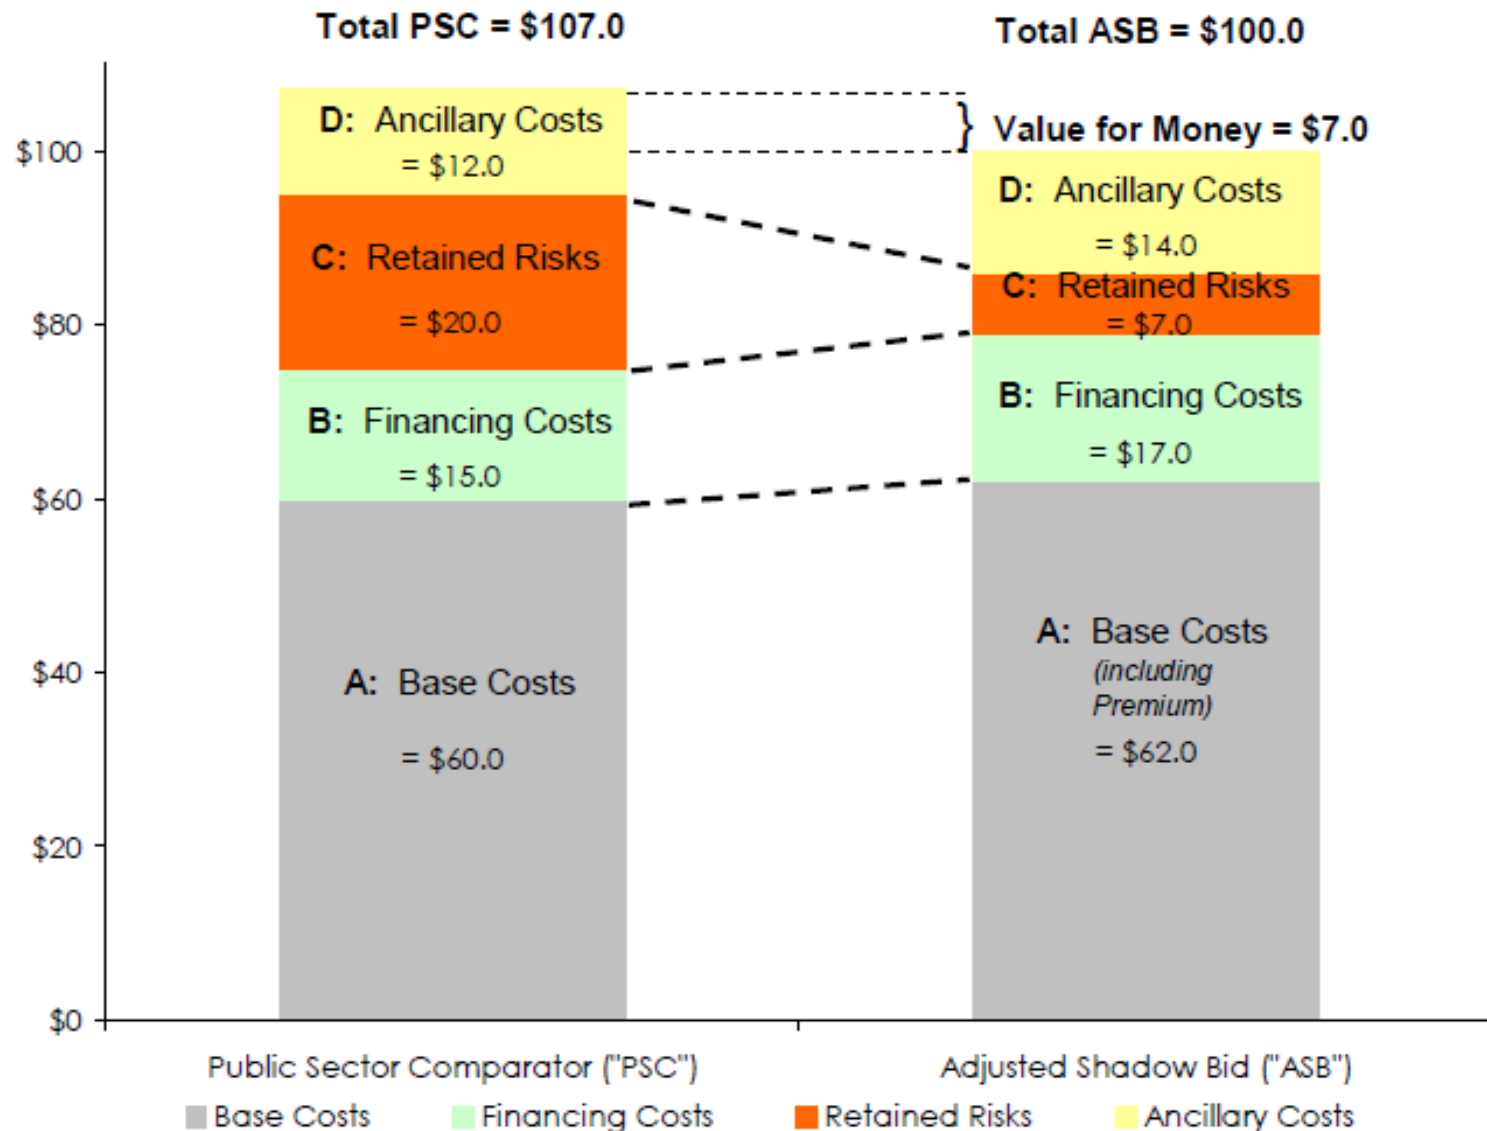 Total PSC = $107.0
Total ASB = $100.0
D: Ancillary Costs
= $12.0
} Value for Money = $7.0
D: Ancillary Costs
= $14.0
C: Retained Risks
= $20.0
C: Retained Risks
= $7.0
B: Financing Costs
= $15.0
B: Financing Costs
= $17.0
A: Base Costs
= $60.0
A: Base Costs
(including
Premium)
= $62.0
$100
$80
$60
$40
$20
$0
Public Sector Comparator ("PSC")
Adjusted Shadow Bid ("ASB")
Base Costs
Financing Costs
Retained Risks
Ancillary Costs